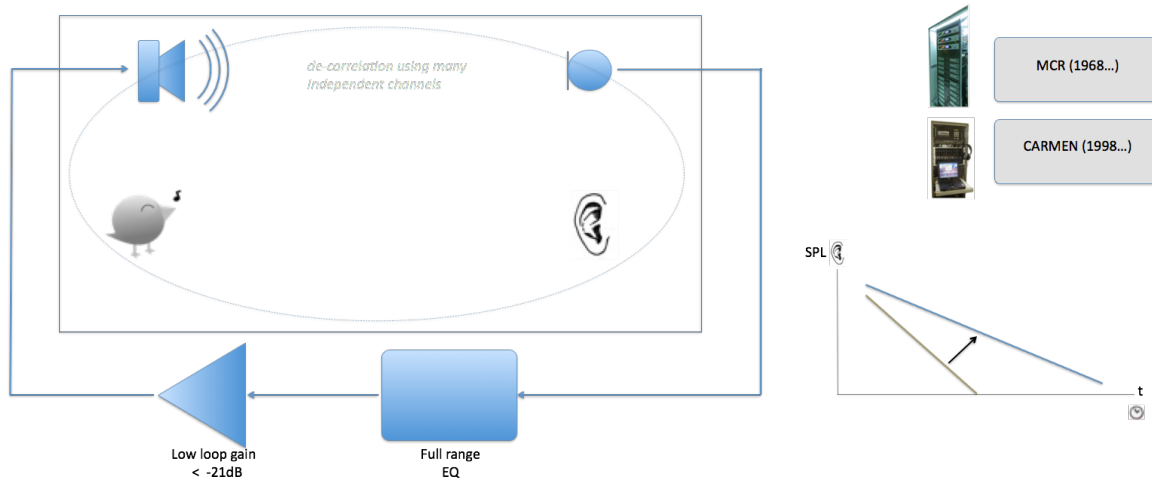 de-correlation using many
Independent channels
MCR (1968...)
CARMEN (1998...)
SPL
t
Low loop gain
< -21dB
Full range
EQ